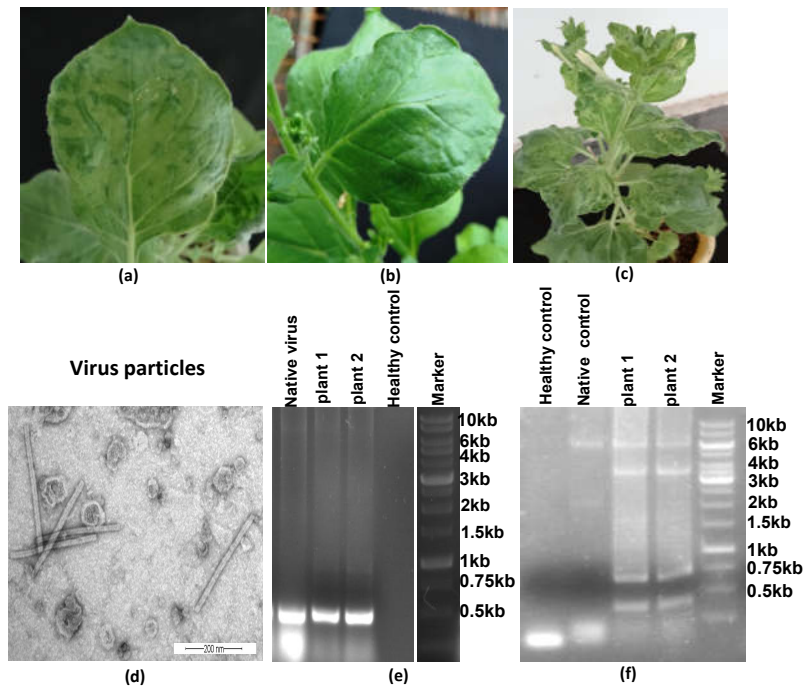 (a)
(b)
(c)
Virus particles
200 nm
(d)
Native virus
plant 1
plant 2
Healthy control
Marker
10kb
6kb
4kb
3kb
2kb
1.5kb
1kb
0.75kb
0.5kb
(e)
Healthy control
Native control
plant 1
plant 2
Marker
10kb
6kb
4kb
3kb
2kb
1.5kb
1kb
0.75kb
0.5kb
(f)